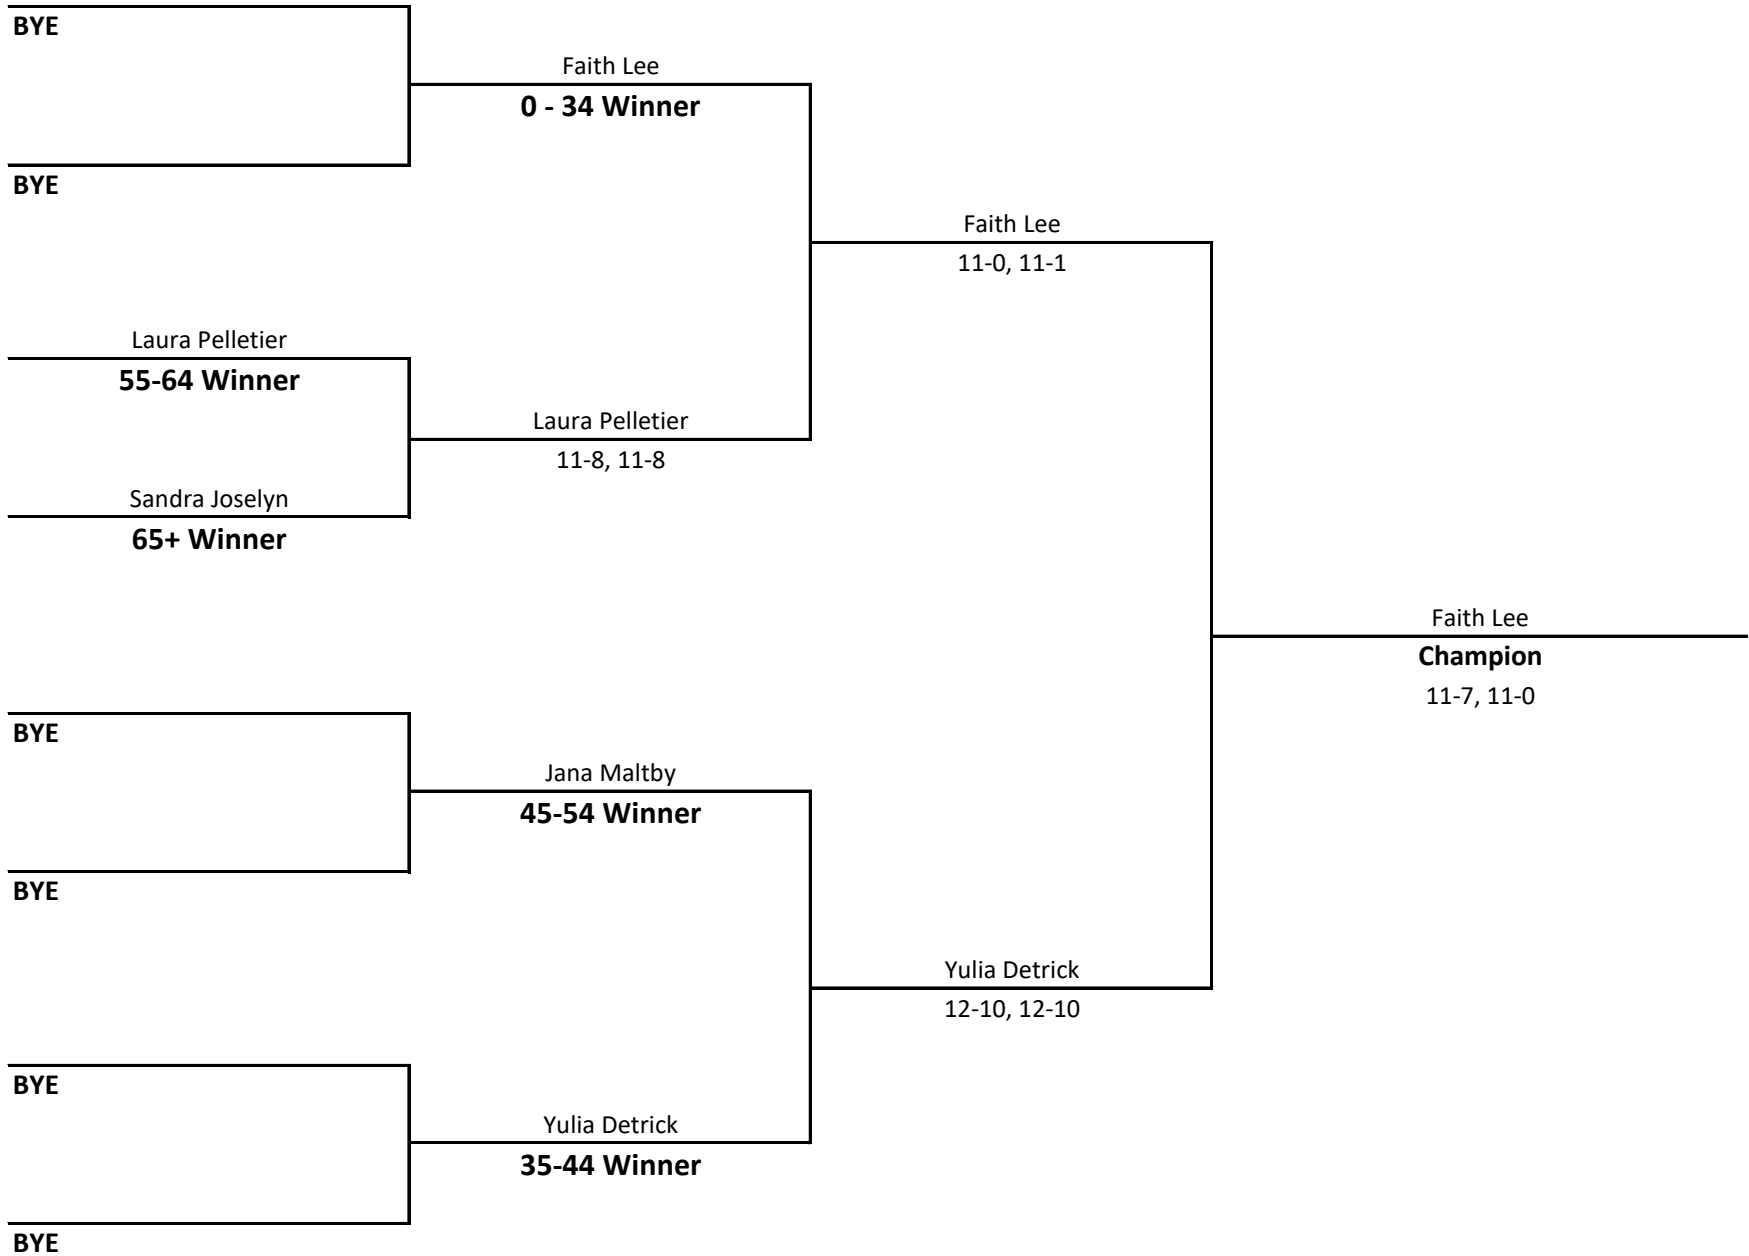 BYE
Faith Lee
0 - 34 Winner
BYE
Faith Lee
11-0, 11-1
Laura Pelletier
55-64 Winner
Laura Pelletier
11-8, 11-8
Sandra Joselyn
65+ Winner
Faith Lee
Champion
11-7, 11-0
BYE
Jana Maltby
45-54 Winner
BYE
Yulia Detrick
12-10, 12-10
BYE
Yulia Detrick
35-44 Winner
BYE